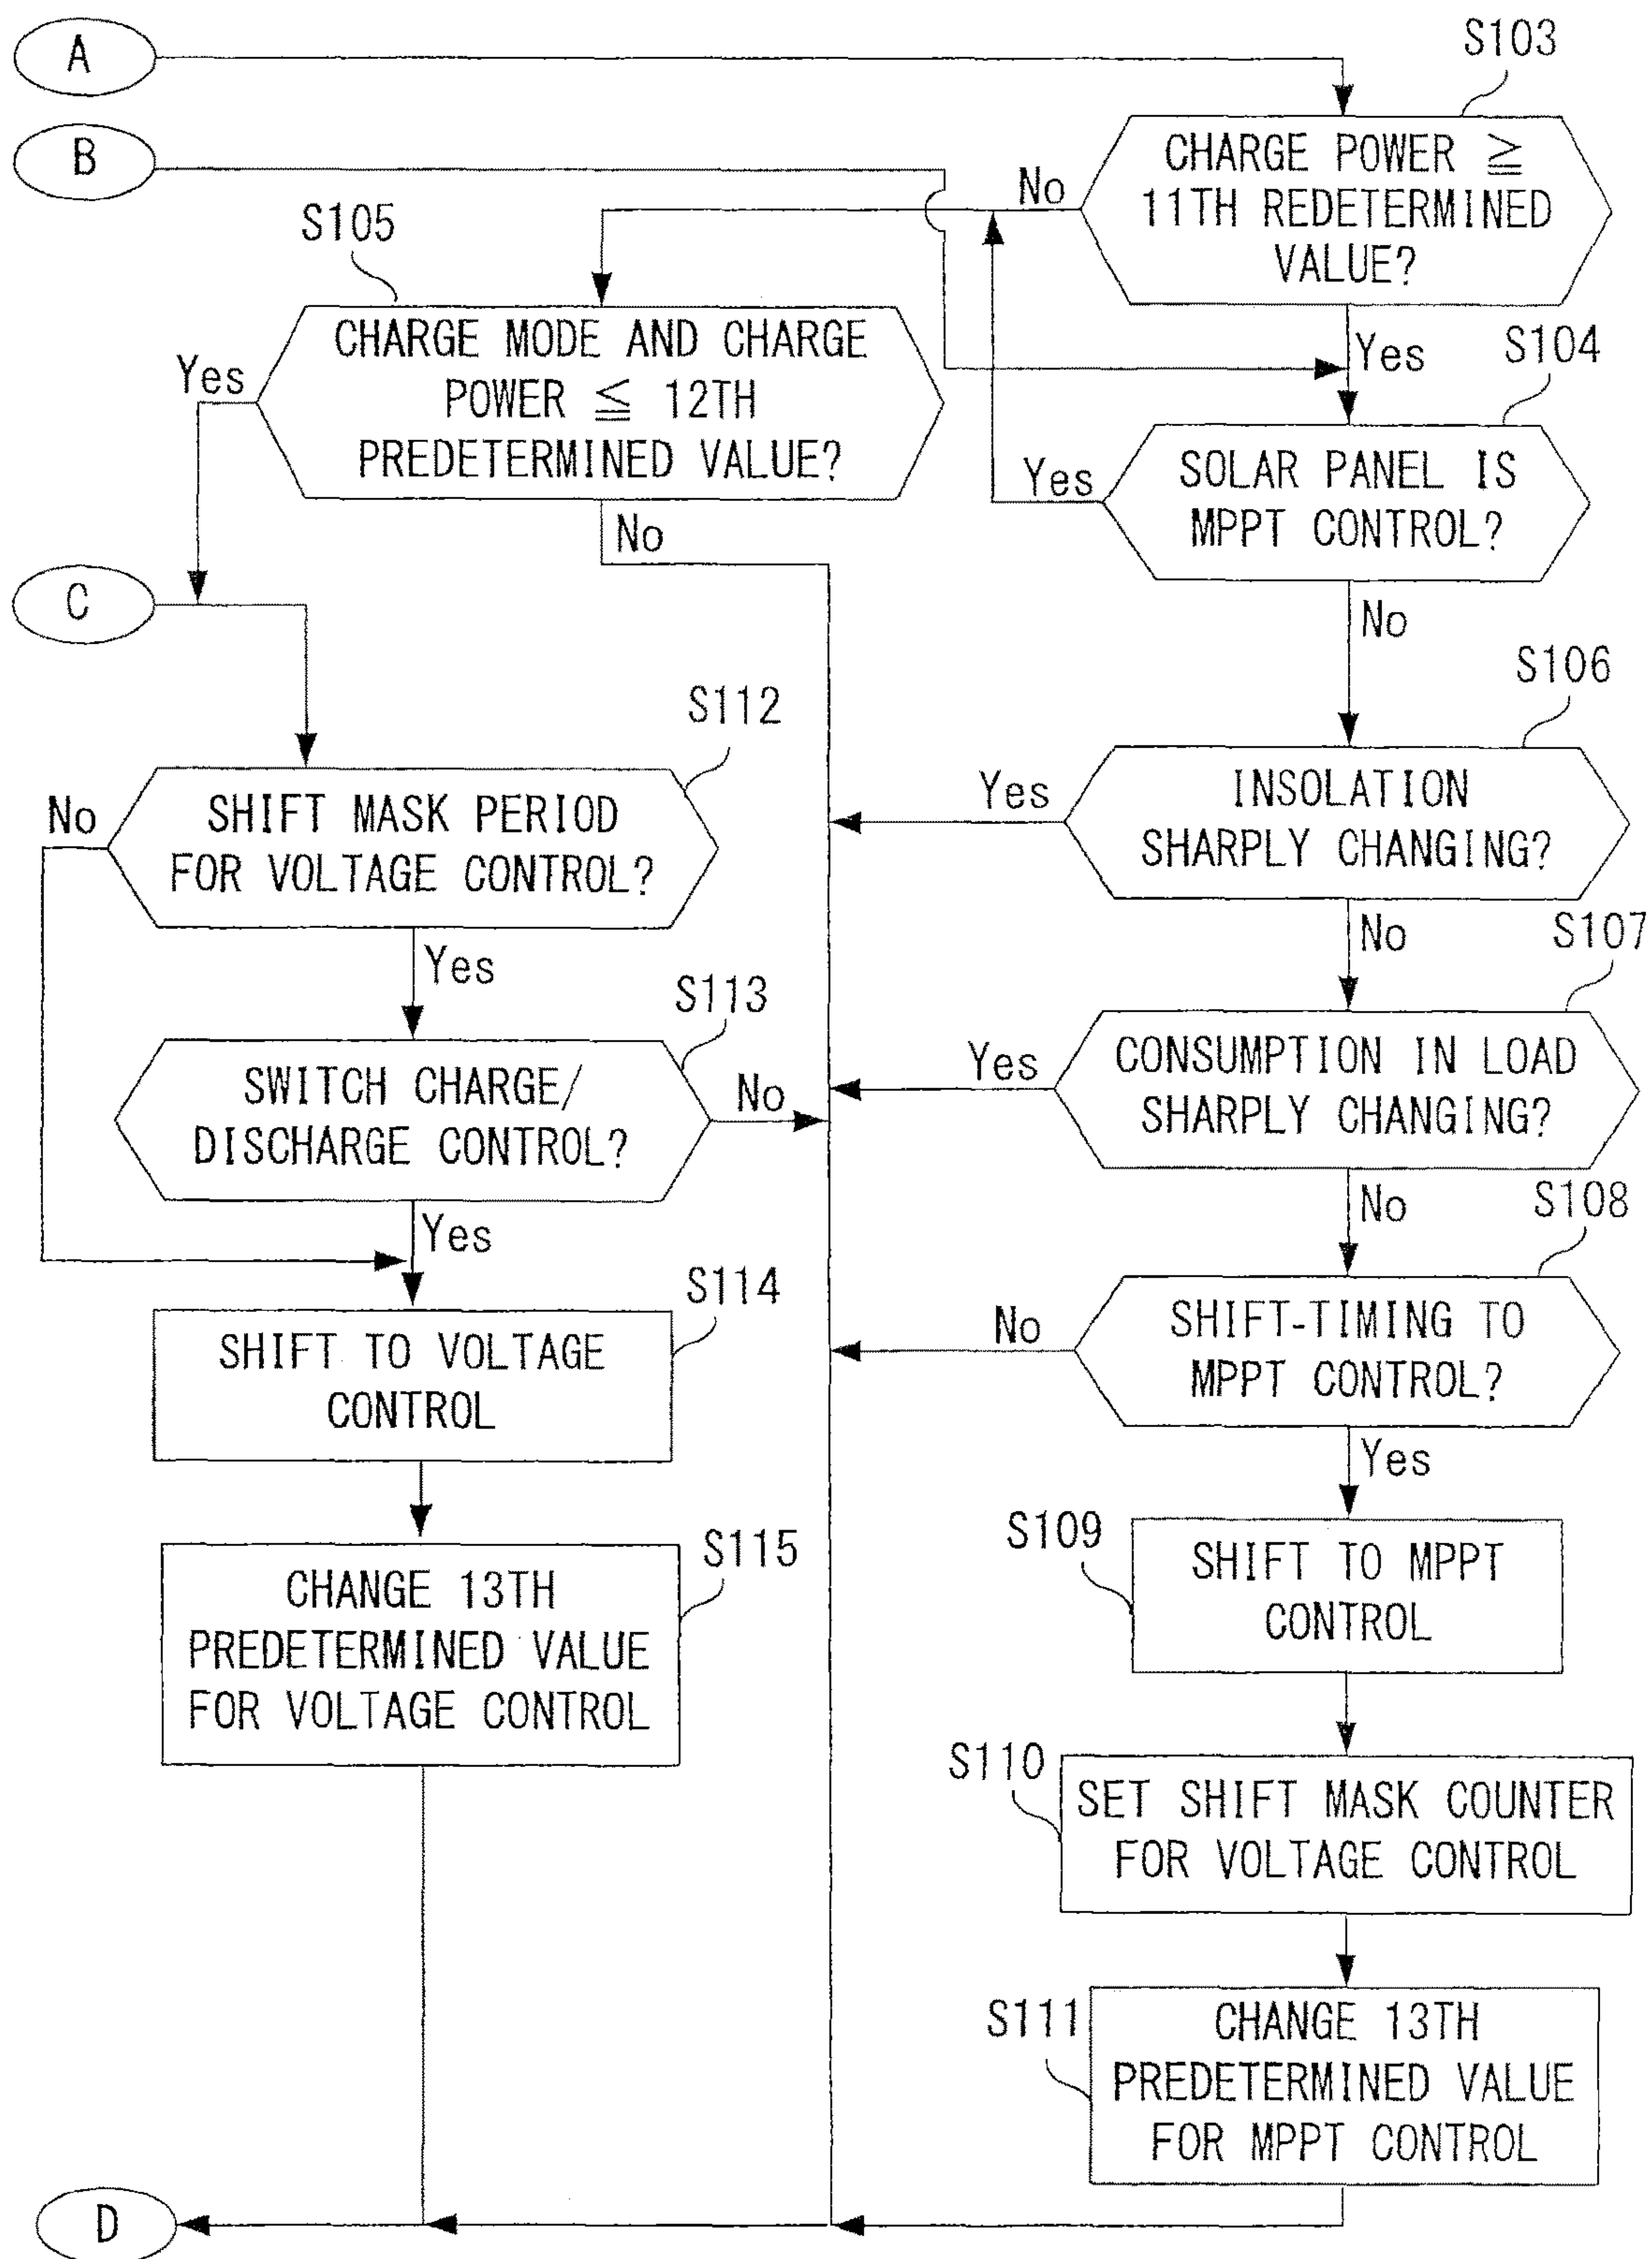 A
S103
CHARGE POWER ≧
11TH REDETERMINED
VALUE?
B
No
Yes
S105
CHARGE MODE AND CHARGE
POWER ≦ 12TH
PREDETERMINED VALUE?
Yes
No
S104
SOLAR PANEL IS
MPPT CONTROL?
Yes
No
C
S106
INSOLATION
SHARPLY CHANGING?
Yes
No
S112
SHIFT MASK PERIOD
FOR VOLTAGE CONTROL?
No
Yes
S107
CONSUMPTION IN LOAD
SHARPLY CHANGING?
Yes
No
S113
SWITCH CHARGE/
DISCHARGE CONTROL?
No
Yes
S108
SHIFT-TIMING TO
MPPT CONTROL?
No
Yes
S114
SHIFT TO VOLTAGE
CONTROL
S109
SHIFT TO MPPT
CONTROL
S115
CHANGE 13TH
PREDETERMINED VALUE
FOR VOLTAGE CONTROL
S110
SET SHIFT MASK COUNTER
FOR VOLTAGE CONTROL
S111
CHANGE 13TH
PREDETERMINED VALUE
FOR MPPT CONTROL
D